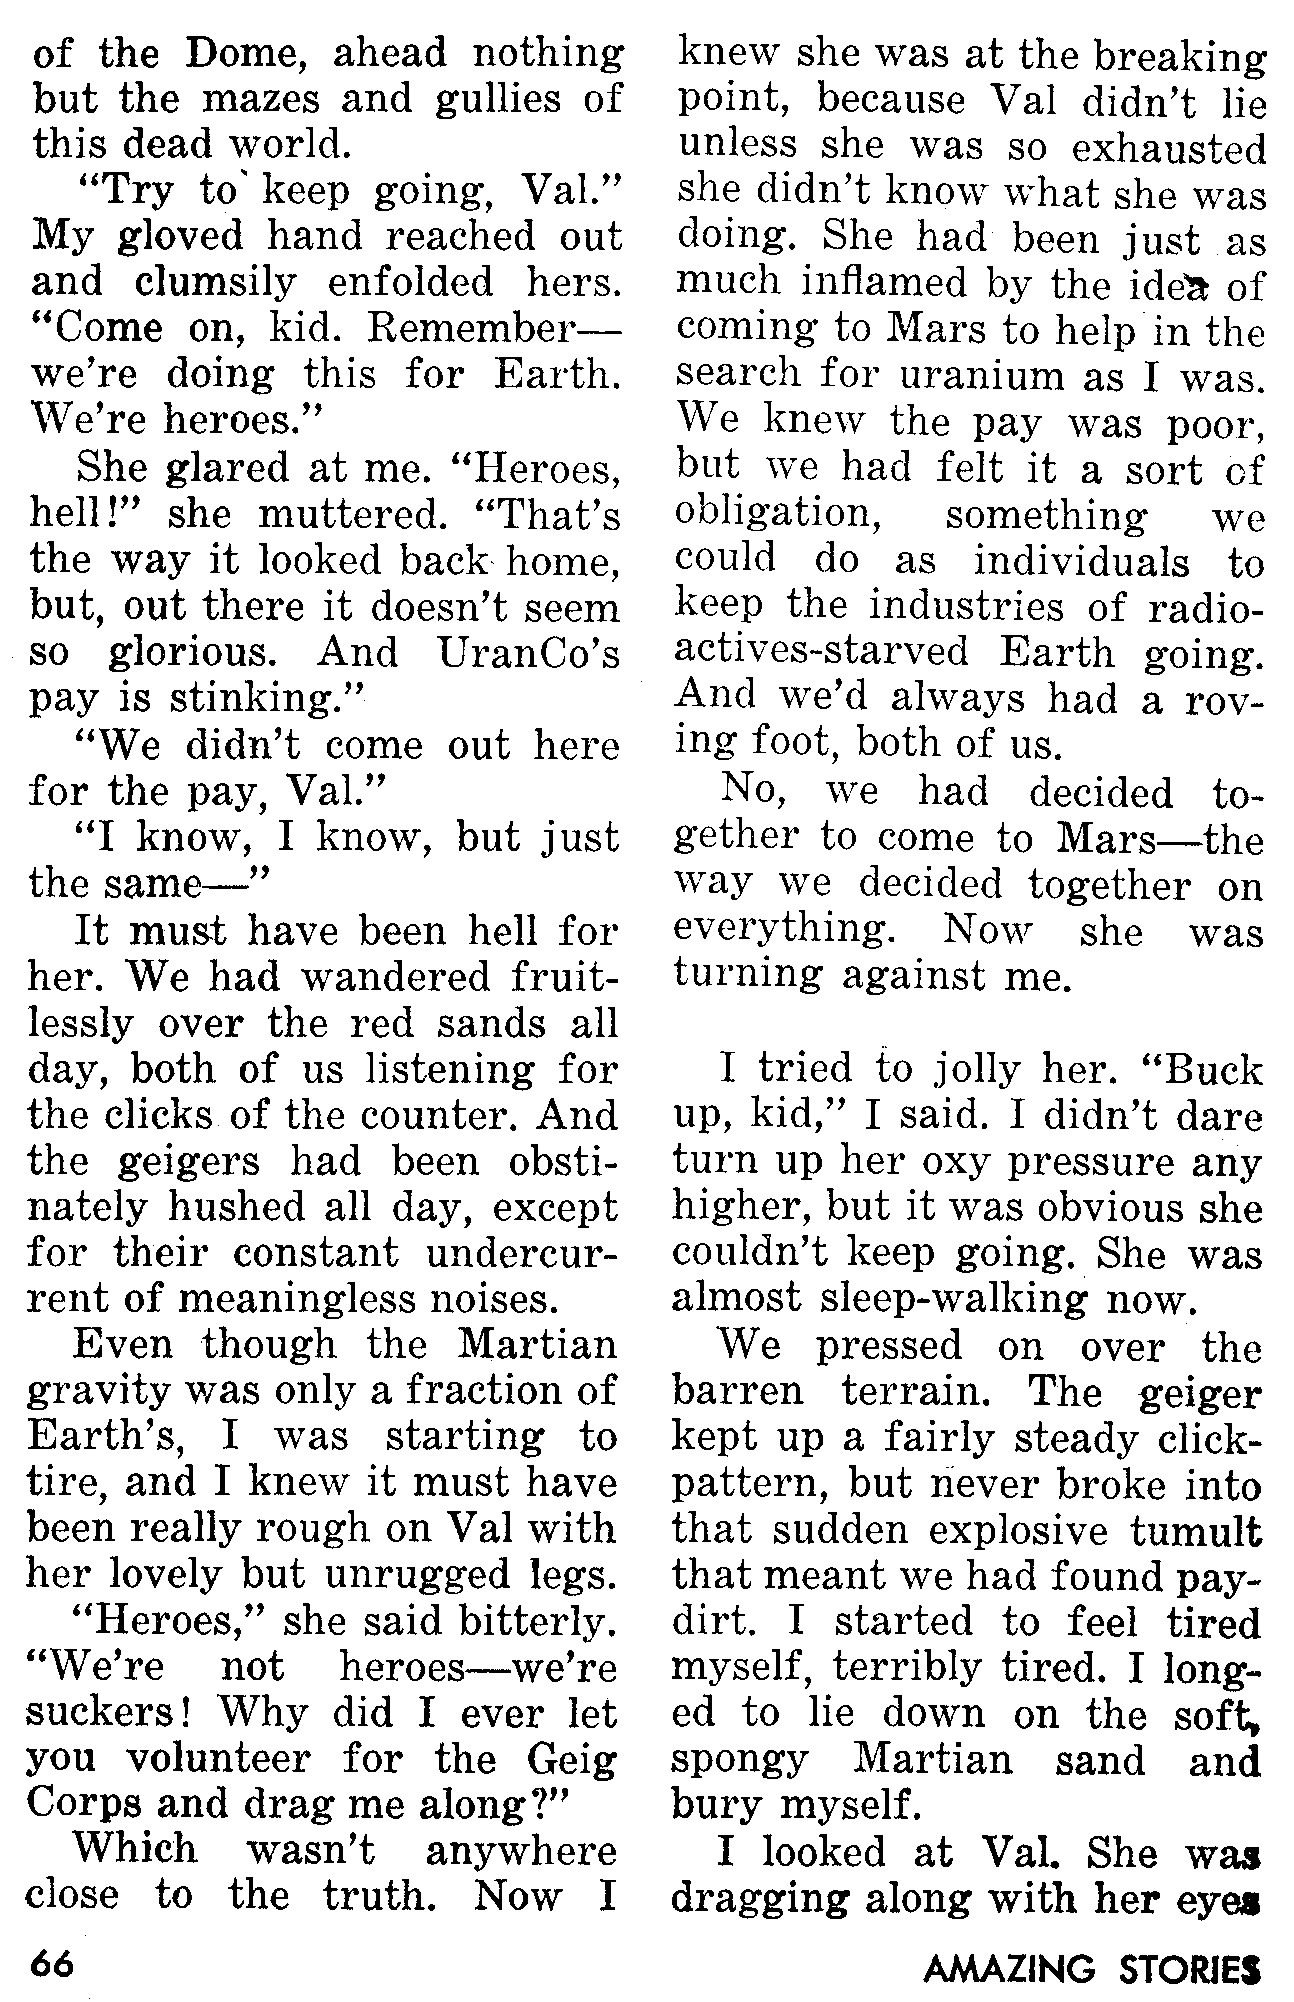 of the Dome, ahead nothing
but the mazes and gullies of
this dead world.
“Try to keep going, Val.”
My gloved hand reached out
and clumsily enfolded hers.
“Come on, kid. Remember—
we're doing this for Earth.
We're heroes.”
She glared at me. “Heroes,
hell!” she muttered. “That's
the way it looked back home,
but, out there it doesn't seem
so glorious. And UranCo's
pay is stinking.”
“We didn't come out here
for the pay, Val.”
“I know, I know, but just
the same—”
It must have been hell for
her. We had wandered fruit-
lessly over the red sands all
day, both of us listening for
the clicks of the counter. And
the geigers had been obsti-
nately hushed all day, except
for their constant undercur-
rent of meaningless noises.
Even though the Martian
gravity was only a fraction of
Earth's, I was starting to
tire, and I knew it must have
been really rough on Val with
her lovely but unrugged legs.
“Heroes,” she said bitterly.
“We're not heroes—we're
suckers! Why did I ever let
you volunteer for the Geig
Corps and drag me along?”
Which wasn't anywhere
close to the truth. Now I
knew she was at the breaking
point, because Val didn't lie
unless she was so exhausted
she didn't know what she was
doing. She had been just as
much inflamed by the idea of
coming to Mars to help in the
search for uranium as I was.
We knew the pay was poor,
but we had felt it a sort of
obligation, something we
could do as individuals to
keep the industries of radio-
actives-starved Earth going.
And we'd always had a rov-
ing foot, both of us.
No, we had decided to-
gether to come to Mars—the
way we decided together on
everything. Now she was
turning against me.
I tried to jolly her. “Buck
up, kid,” I said. I didn't dare
turn up her oxy pressure any
higher, but it was obvious she
couldn't keep going. She was
almost sleep-walking now.
We pressed on over the
barren terrain. The geiger
kept up a fairly steady click-
pattern, but never broke into
that sudden explosive tumult
that meant we had found pay-
dirt. I started to feel tired
myself, terribly tired. I long-
ed to lie down on the soft,
spongy Martian sand and
bury myself.
I looked at Val. She was
dragging along with her eyes
66
AMAZING STORIES